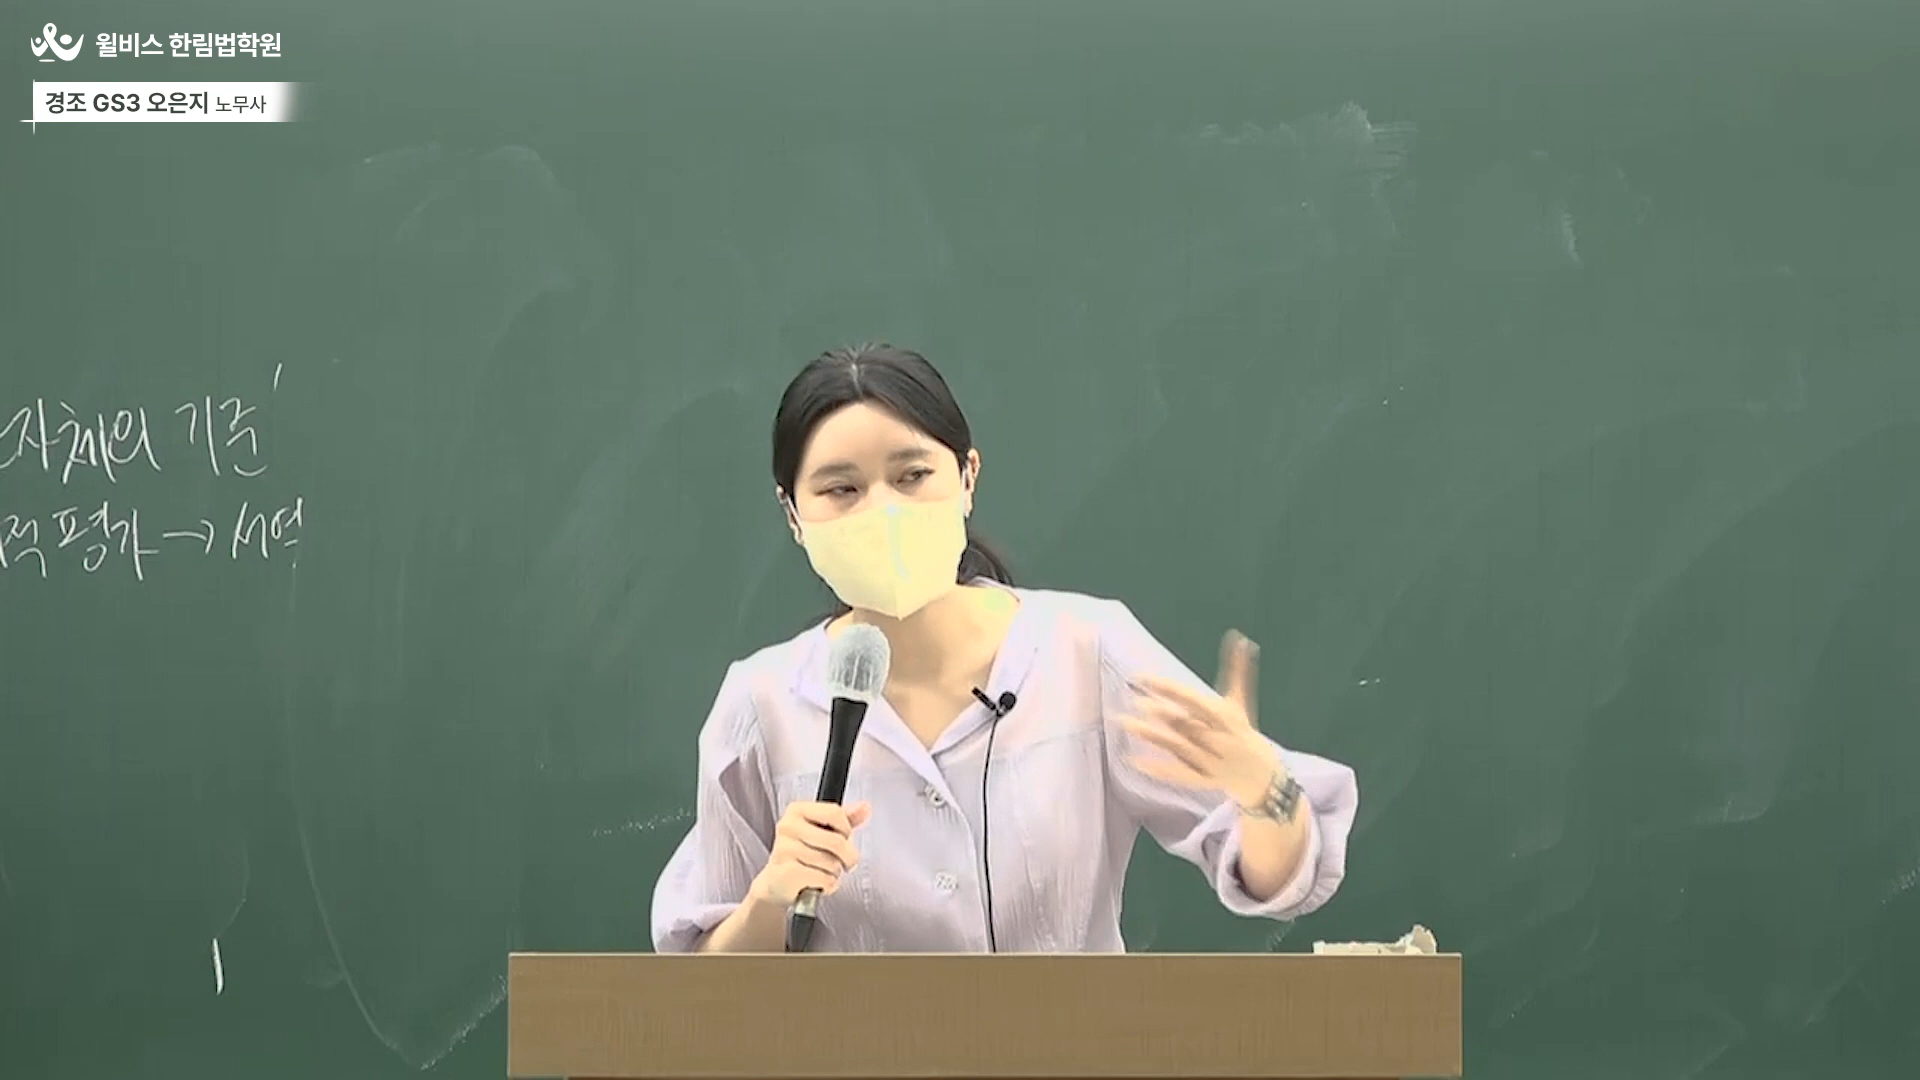 윌비스 한림법학원
경조 GS3 오은지 노무사
자체의 기준'
적 평가 → 서열